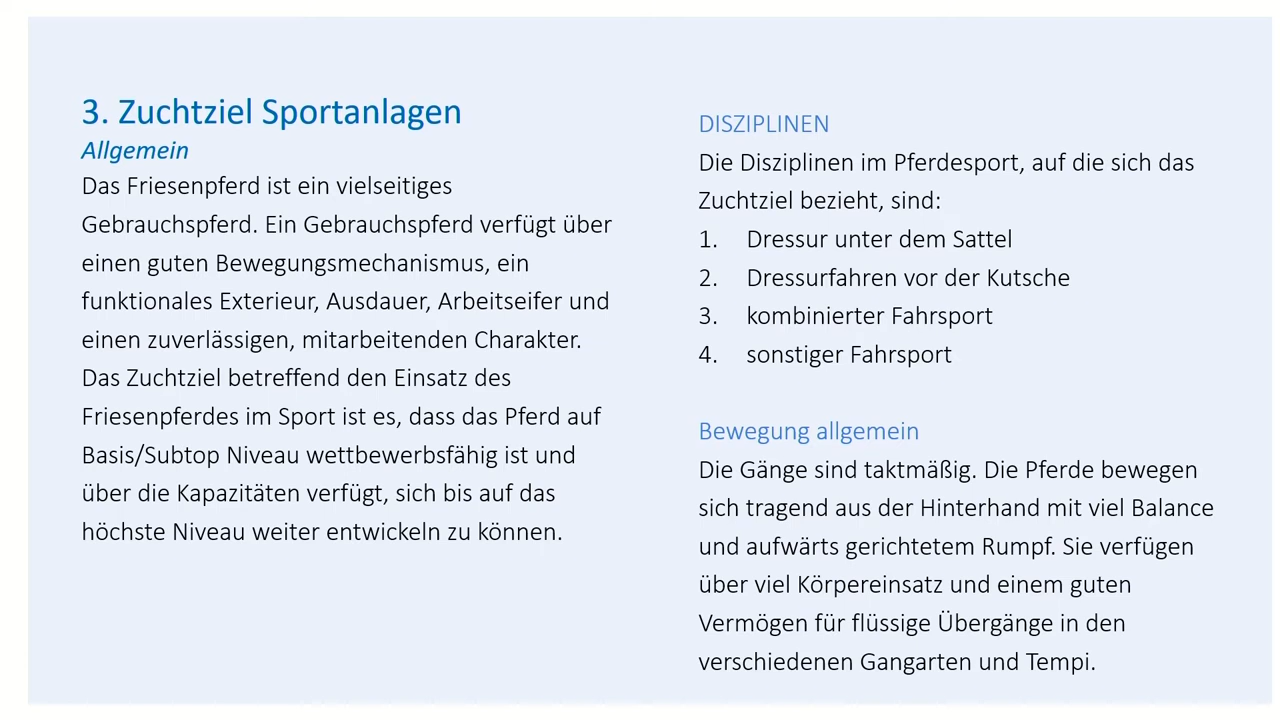 3. Zuchtziel Sportanlagen
Allgemein
Das Friesenpferd ist ein vielseitiges
Gebrauchspferd. Ein Gebrauchspferd verfügt über
einen guten Bewegungsmechanismus, ein
funktionales Exterieur, Ausdauer, Arbeitseifer und
einen zuverlässigen, mitarbeitenden Charakter.
Das Zuchtziel betreffend den Einsatz des
Friesenpferdes im Sport ist es, dass das Pferd auf
Basis/Subtop Niveau wettbewerbsfähig ist und
über die Kapazitäten verfügt, sich bis auf das
höchste Niveau weiter entwickeln zu können.
DISZIPLINEN
Die Disziplinen im Pferdesport, auf die sich das
Zuchtziel bezieht, sind:
1. Dressur unter dem Sattel
2. Dressurfahren vor der Kutsche
3. kombinierter Fahrsport
4. sonstiger Fahrsport
Bewegung allgemein
Die Gänge sind taktmäßig. Die Pferde bewegen
sich tragend aus der Hinterhand mit viel Balance
und aufwärts gerichtetem Rumpf. Sie verfügen
über viel Körpereinsatz und einem guten
Vermögen für flüssige Übergänge in den
verschiedenen Gangarten und Tempi.